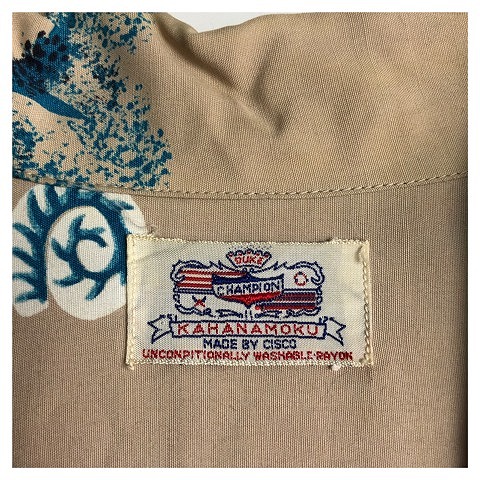 DUKE
CHAMPION
KAHANAMOKU
MADE BY CISCO
UNCONPITIONALLY WASHABLE-RAYON